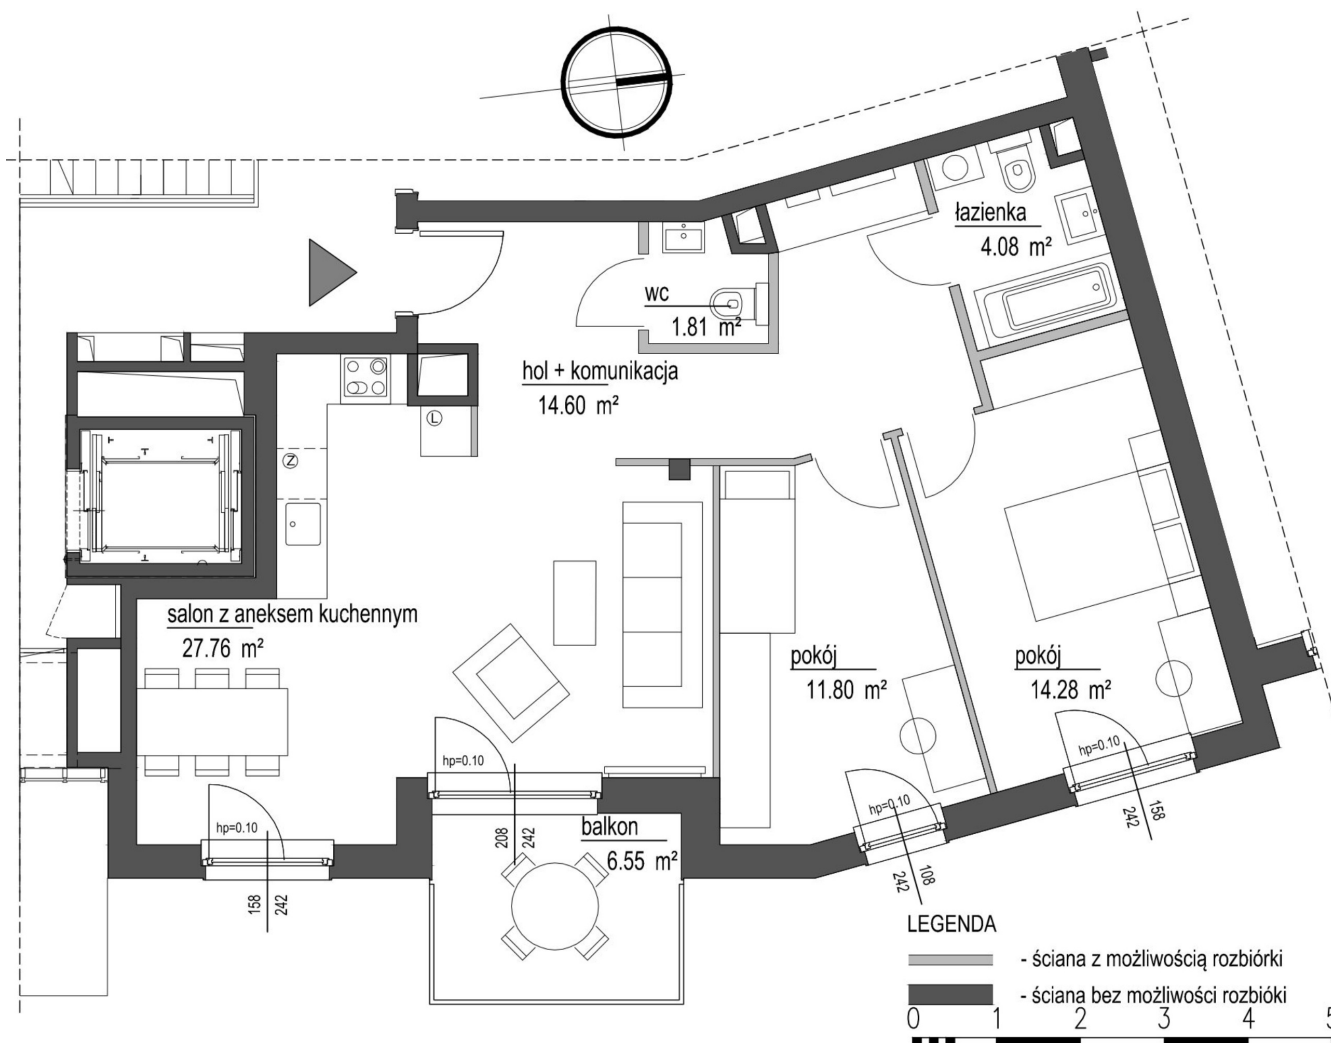 łazienka
4.08 m²
wc
1.81 m²
hol + komunikacja
14.60 m²
L
Z
salon z aneksem kuchennym
27.76 m²
pokój
11.80 m²
pokój
14.28 m²
hp=0.10
hp=0.10
hp=0.10
hp=0.10
158
242
208
242
balkon
6.55 m²
108
242
158
242
LEGENDA
- ściana z możliwością rozbiórki
- ściana bez możliwości rozbióki
0 1 2 3 4 5